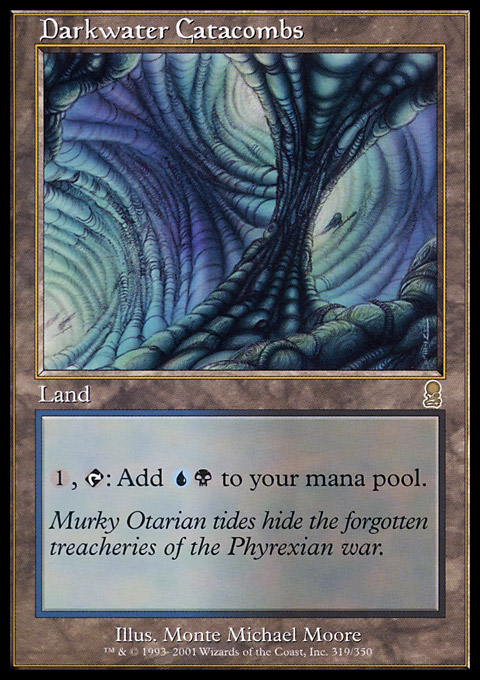 Darkwater Catacombs
Land
1, : Add to your mana pool.
Murky Otarian tides hide the forgotten
treacheries of the Phyrexian war.
Illus. Monte Michael Moore
™ & © 1993–2001 Wizards of the Coast, Inc. 319/350